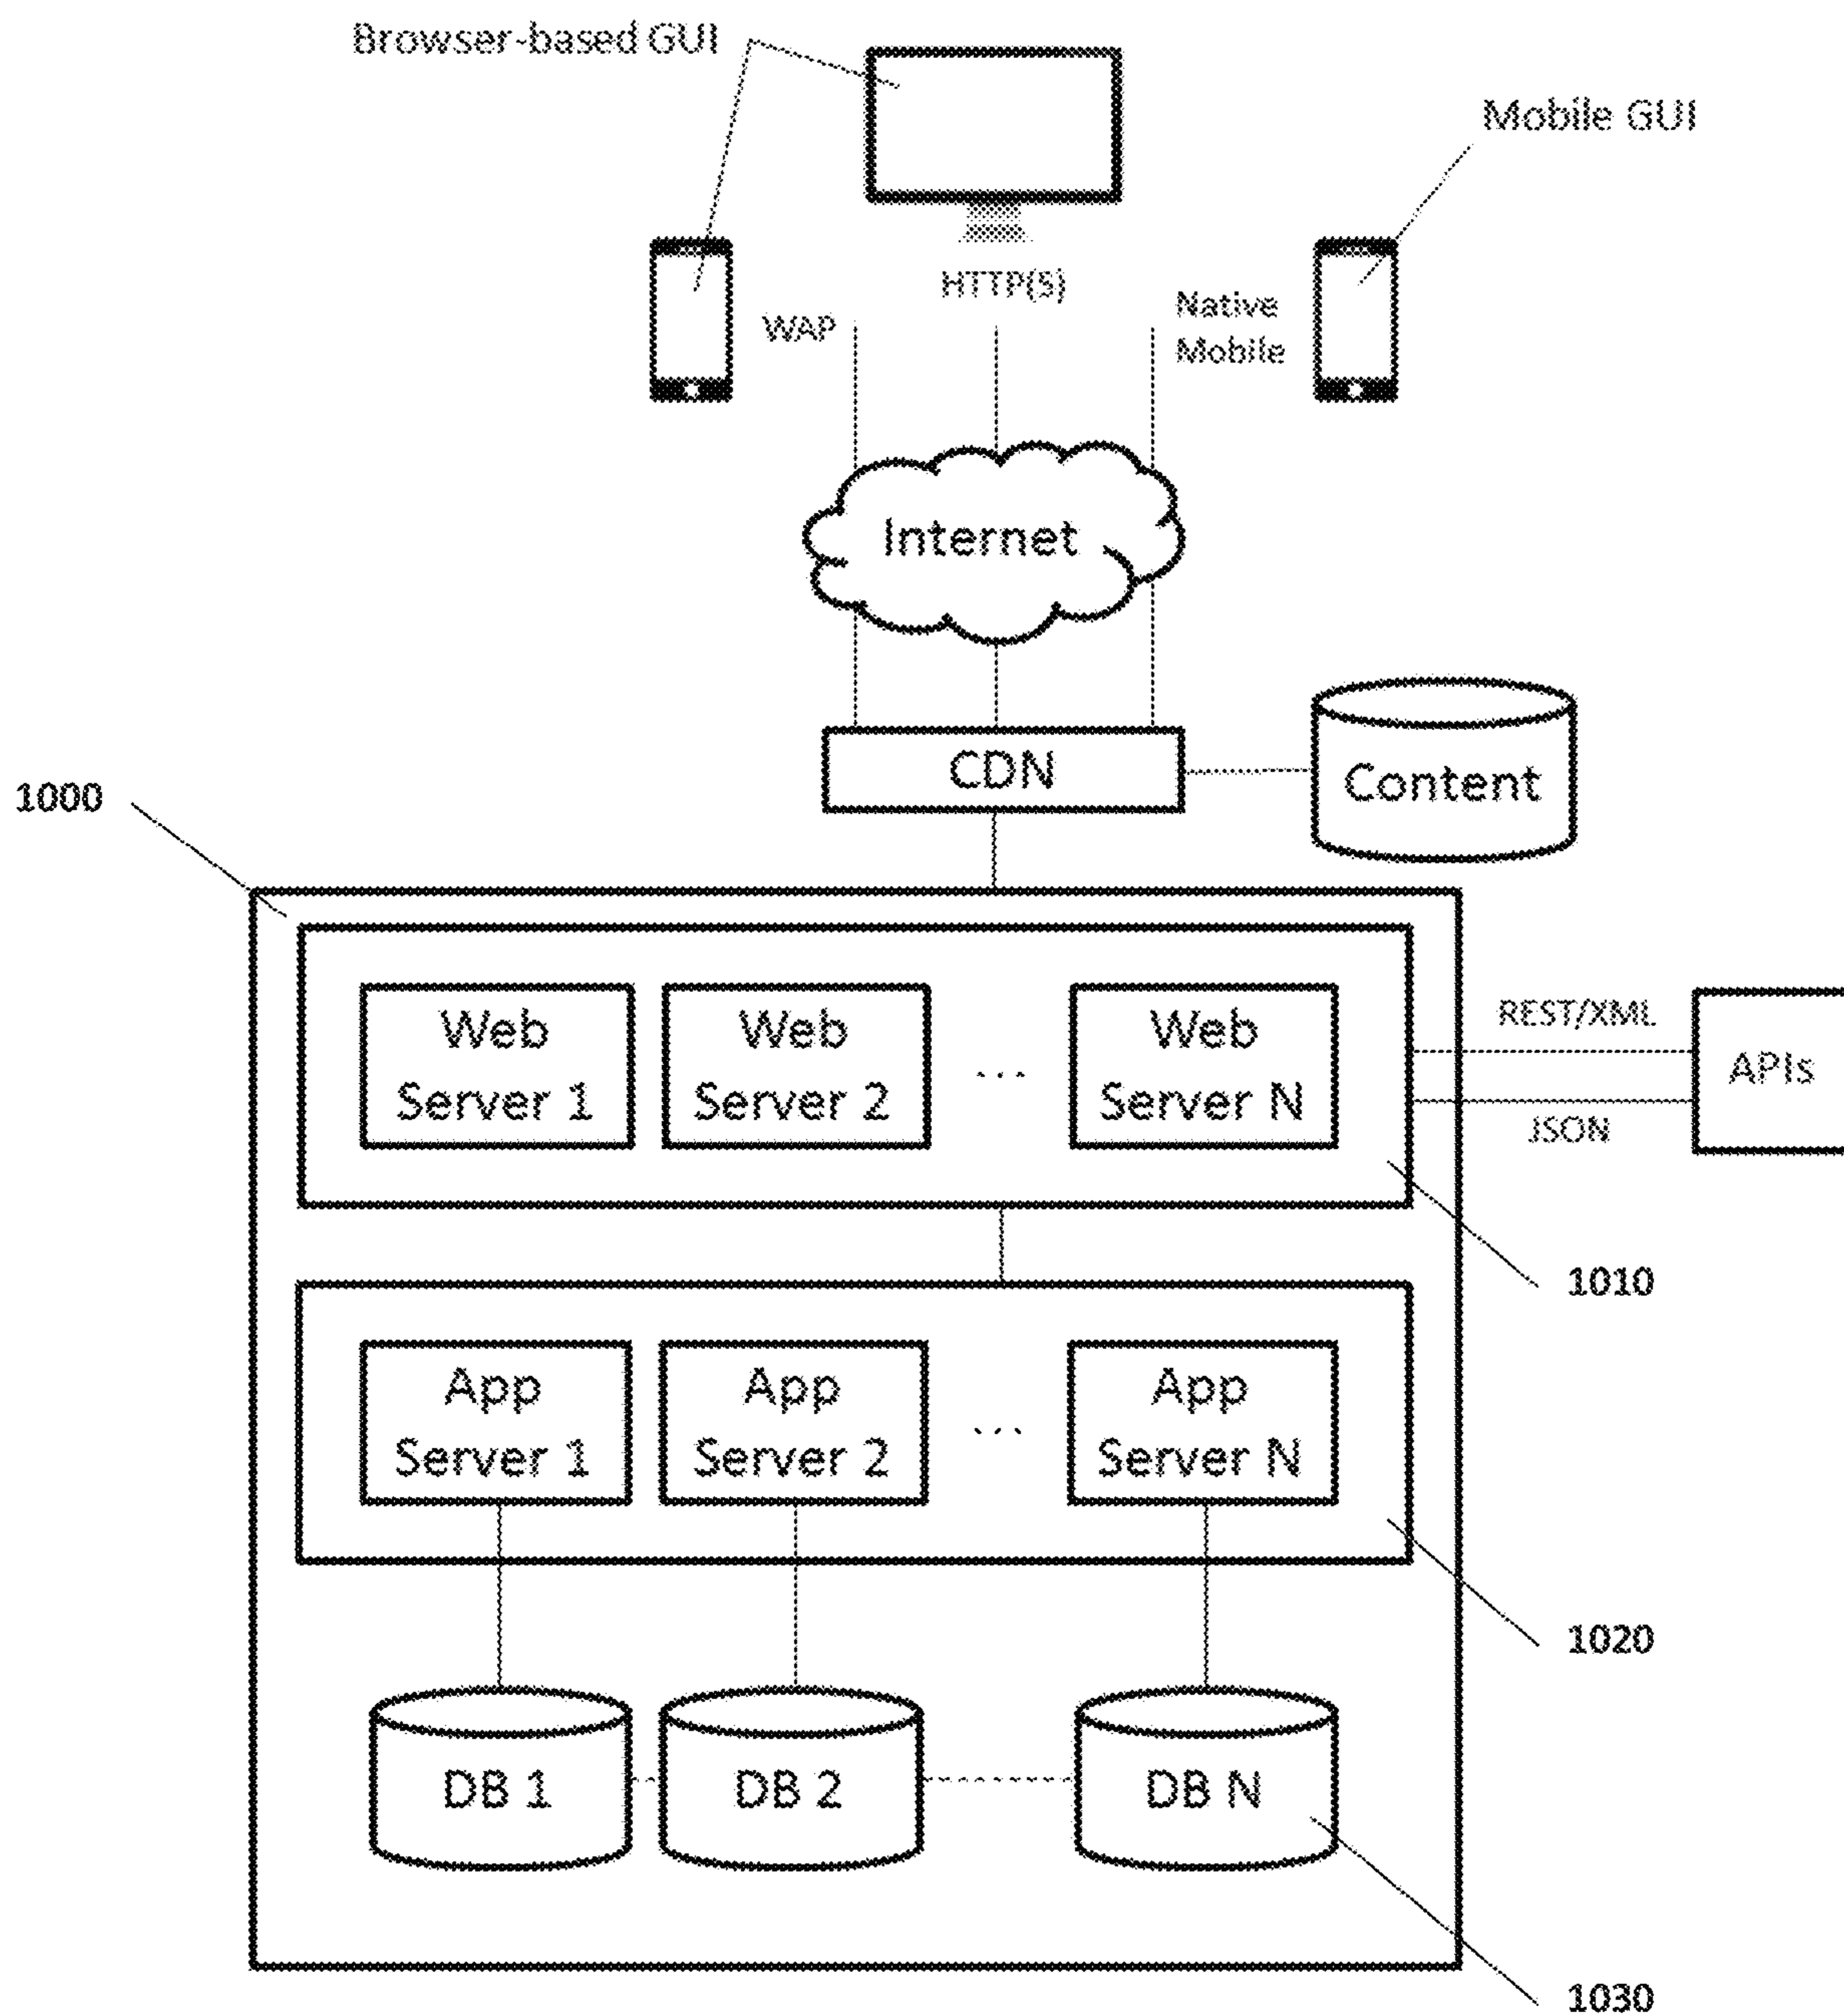 Browser-based GUI
Mobile GUI
HTTP(S)
WAP
Native
Mobile
Internet
CDN
Content
1000
Web
Server 1
Web
Server 2
...
Web
Server N
REST/XML
JSON
APIs
1010
App
Server 1
App
Server 2
...
App
Server N
1020
DB 1
DB 2
DB N
1030